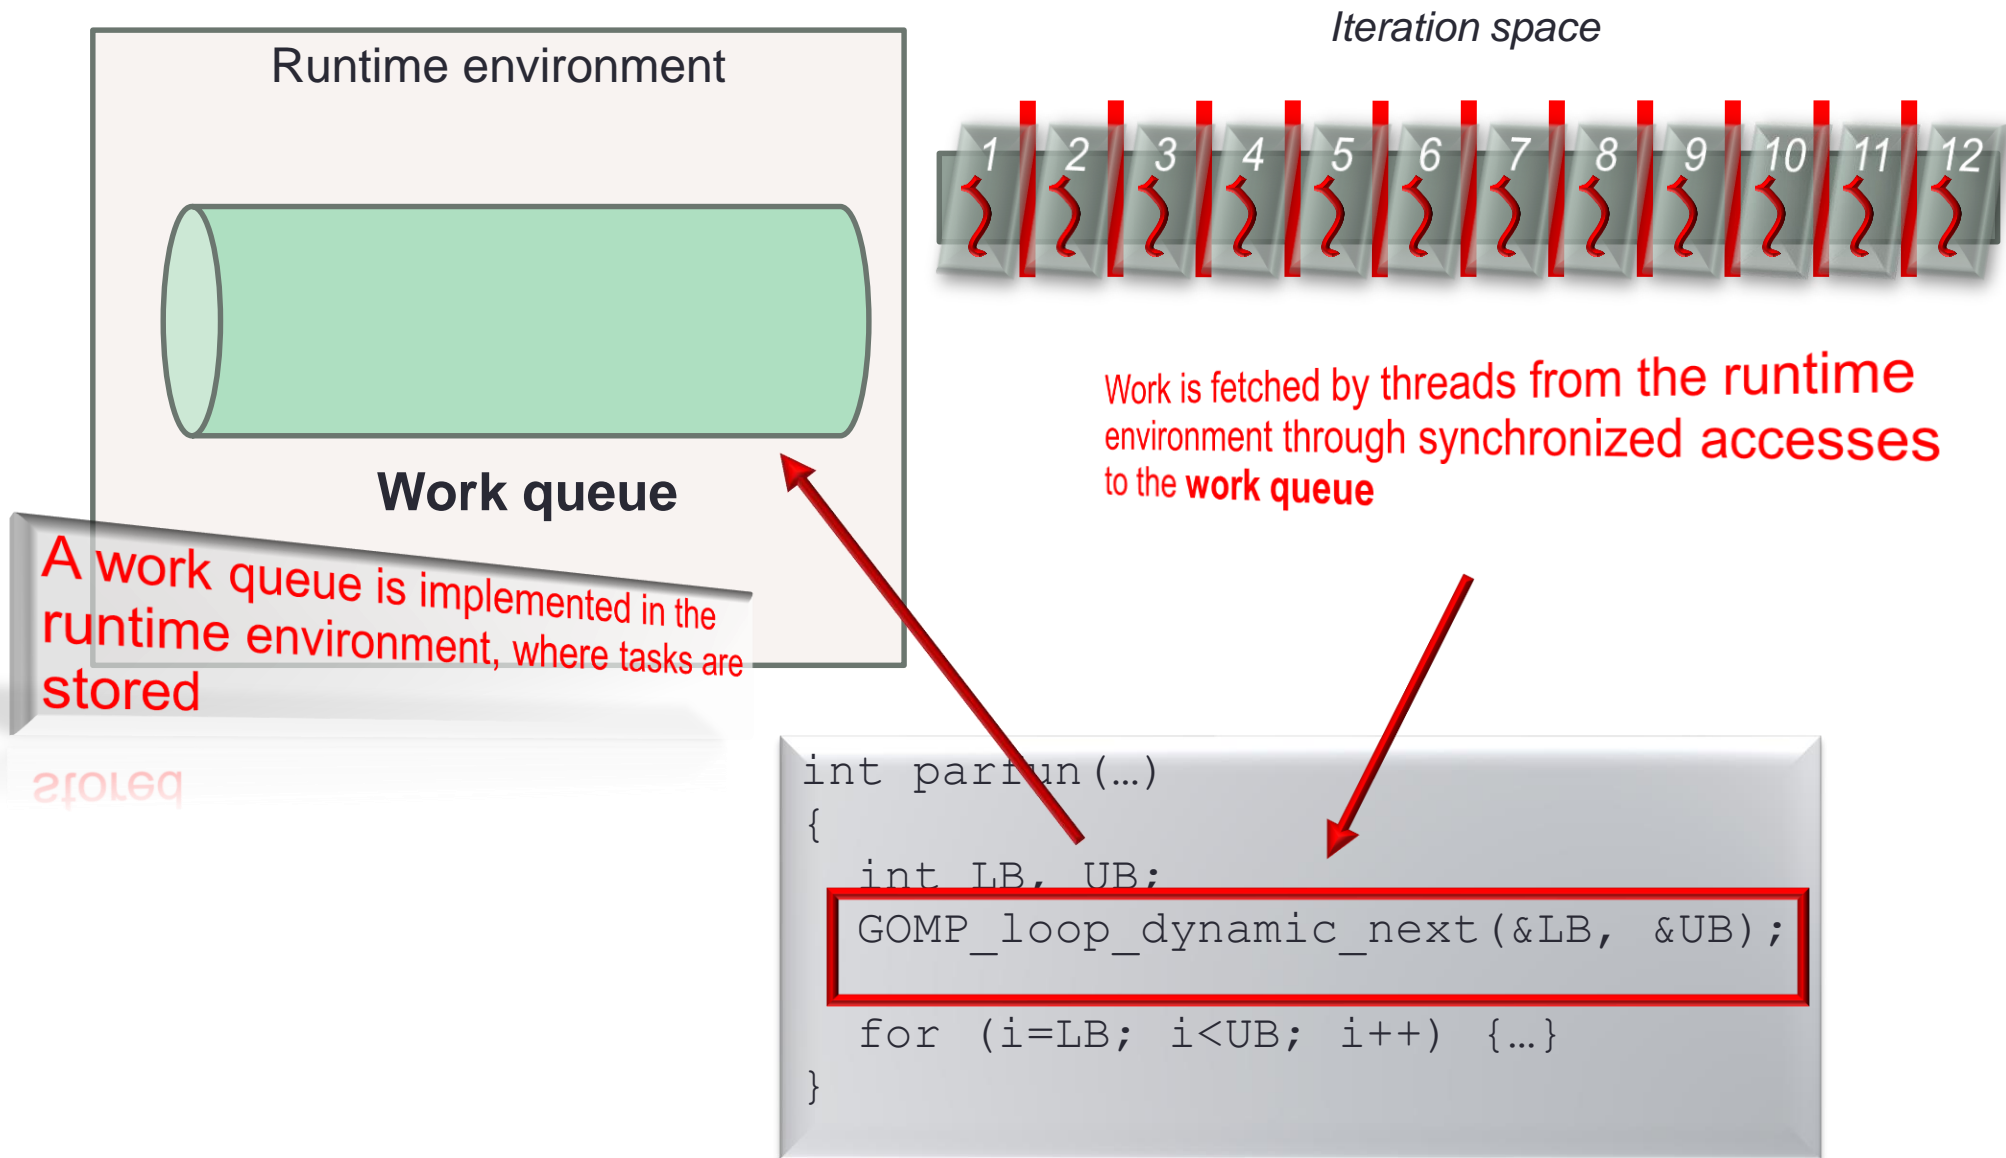 Iteration space
Runtime environment
1 2 3 4 5 6 7 8 9 10 11 12
Work is fetched by threads from the runtime
environment through synchronized accesses
to the work queue
Work queue
A work queue is implemented in the
runtime environment, where tasks are
stored
int parfun(…)
{
int LB, UB;
GOMP_loop_dynamic_next(&LB, &UB);
for (i=LB; i<UB; i++) {…}
}